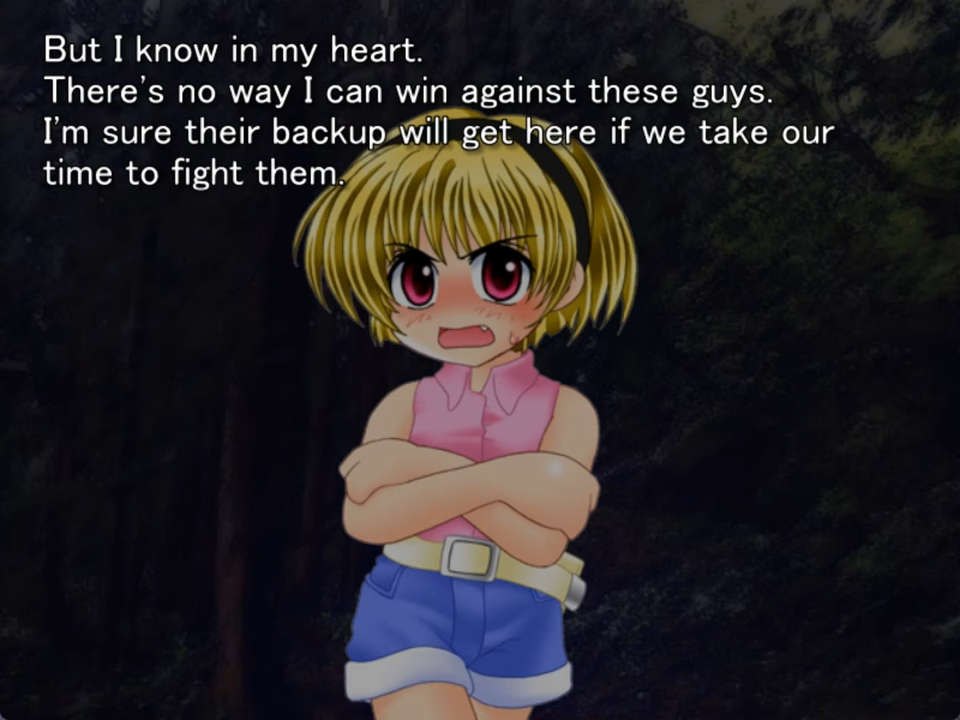 But I know in my heart.
There's no way I can win against these guys.
I'm sure their backup will get here if we take our
time to fight them.